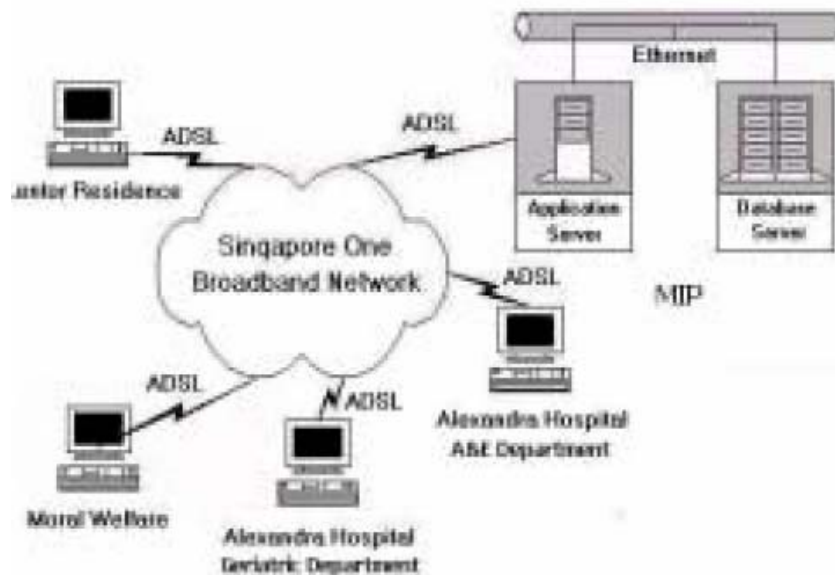 Ethernet
ADSL
ADSL
Residence
Application
Server
Database
Server
Singapore One
Broadband Network
ADSL
MIP
ADSL
ADSL
Alexandra Hospital
A&E Department
Moral Welfare
Alexandra Hospital
Geriatric Department